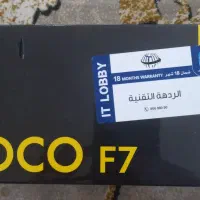 IT LOBBY
ضمان 18 شهر
18 MONTHS WARRANTY
الردهة التقنية
OCO F7